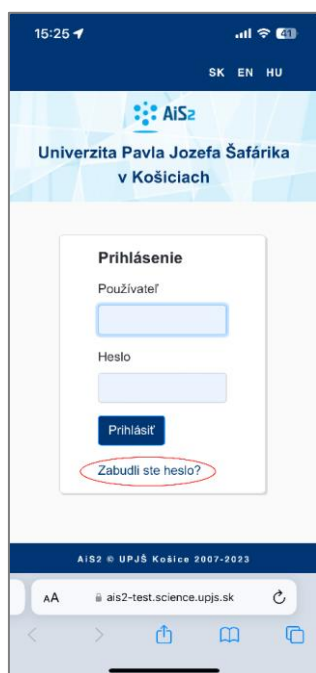 15:25
41
SK EN HU
AiS2
Univerzita Pavla Jozefa Šafárika
v Košiciach
Prihlásenie
Používateľ
Heslo
Prihlásiť
Zabudli ste heslo?
AiS2 © UPJŠ Košice 2007-2023
AA ais2-test.science.upjs.sk